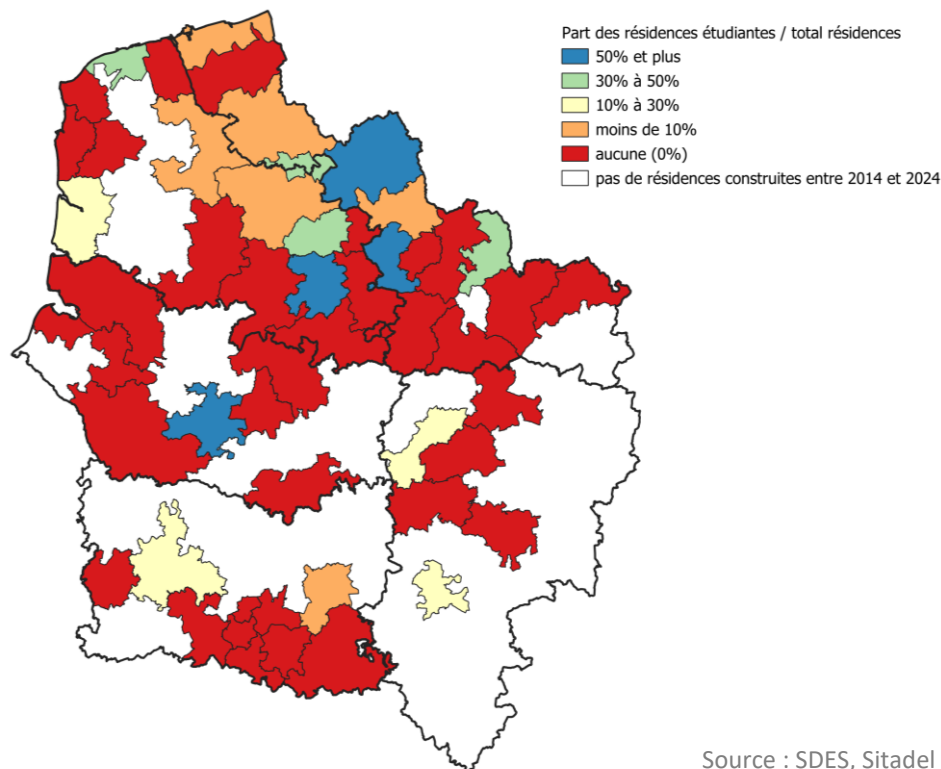 Part des résidences étudiantes / total résidences
50% et plus
30% à 50%
10% à 30%
moins de 10%
aucune (0%)
pas de résidences construites entre 2014 et 2024
Source : SDES, Sitadel